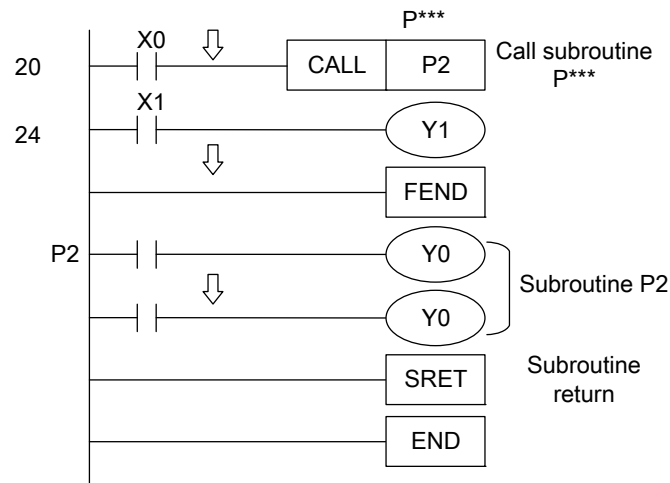 P***
X0
20
CALL
P2
Call subroutine
P***
X1
24
Y1
FEND
P2
Y0
Subroutine P2
Y0
SRET
Subroutine
return
END